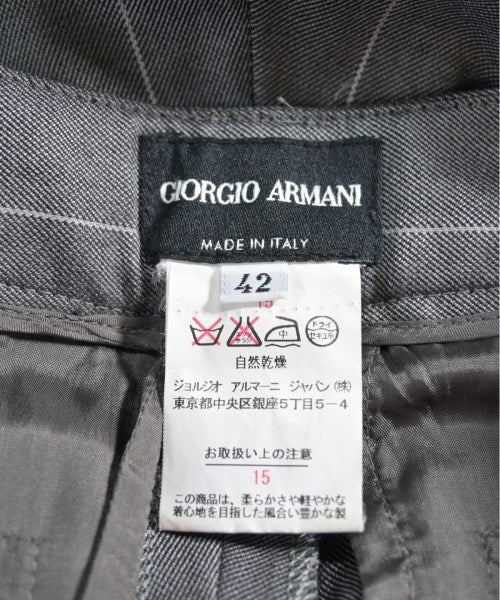 GIORGIO ARMANI
MADE IN ITALY
42
15
中
ドライ
セキユ系
自然乾燥
ジョルジオ アルマーニ ジャパン(株)
東京都中央区銀座5丁目5-4
お取扱い上の注意
15
この商品は、柔らかさや軽やかな
着心地を目指した風合い豊かな製